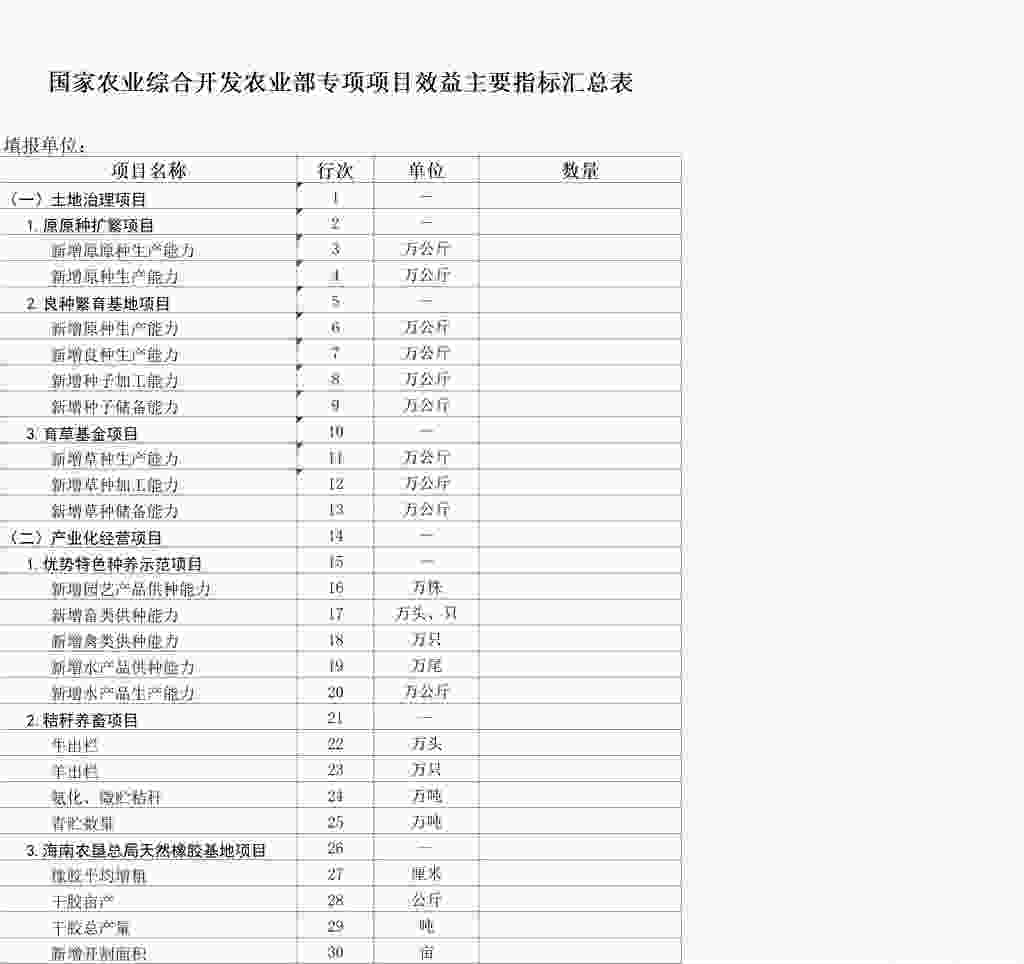 国家农业综合开发农业部专项项目效益主要指标汇总表
填报单位：
项目名称 行次 单位 数量
（一）土地治理项目 1 —
1.原原种扩繁项目 2 —
新增原原种生产能力 3 万公斤
新增原种生产能力 4 万公斤
2.良种繁育基地项目 5 —
新增原种生产能力 6 万公斤
新增良种生产能力 7 万公斤
新增种子加工能力 8 万公斤
新增种子储备能力 9 万公斤
3.育草基金项目 10 —
新增草种生产能力 11 万公斤
新增草种加工能力 12 万公斤
新增草种储备能力 13 万公斤
（二）产业化经营项目 14 —
1.优势特色种养示范项目 15 —
新增园艺产品供种能力 16 万株
新增畜类供种能力 17 万头、只
新增禽类供种能力 18 万只
新增水产品供种能力 19 万尾
新增水产品生产能力 20 万公斤
2.秸秆养畜项目 21 —
牛出栏 22 万头
羊出栏 23 万只
氨化、微贮秸秆 24 万吨
青贮数量 25 万吨
3.海南农垦总局天然橡胶基地项目 26 —
橡胶平均增粗 27 厘米
干胶亩产 28 公斤
干胶总产量 29 吨
新增开割面积 30 亩